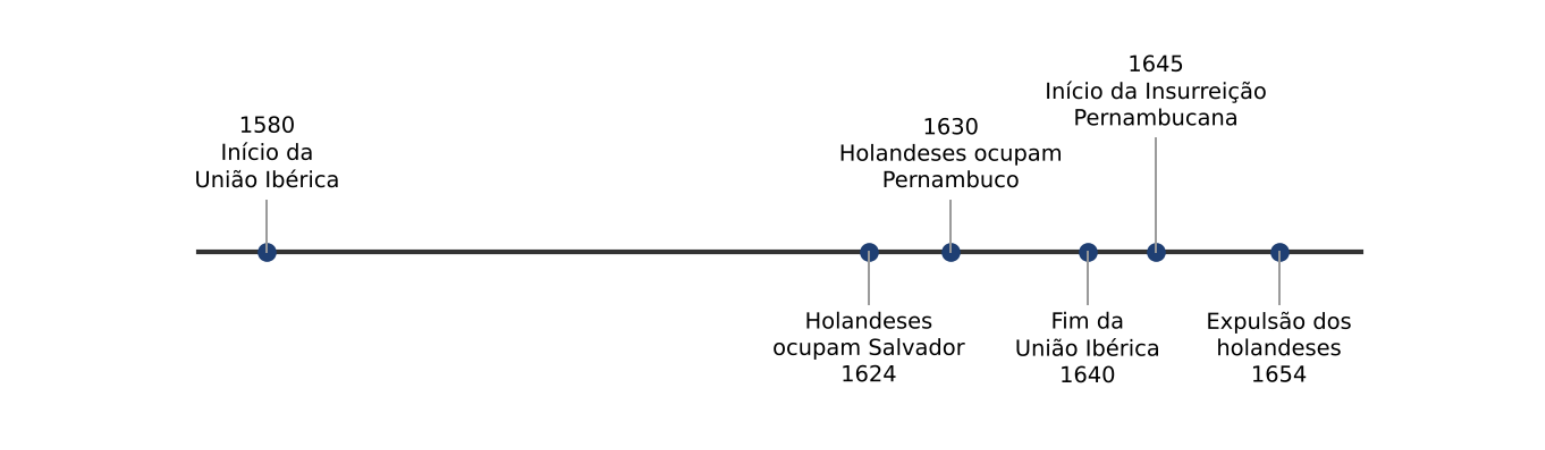 1580
Início da
União Ibérica
Holandeses
ocupam Salvador
1624
1630
Holandeses ocupam
Pernambuco
Fim da
União Ibérica
1640
1645
Início da Insurreição
Pernambucana
Expulsão dos
holandeses
1654